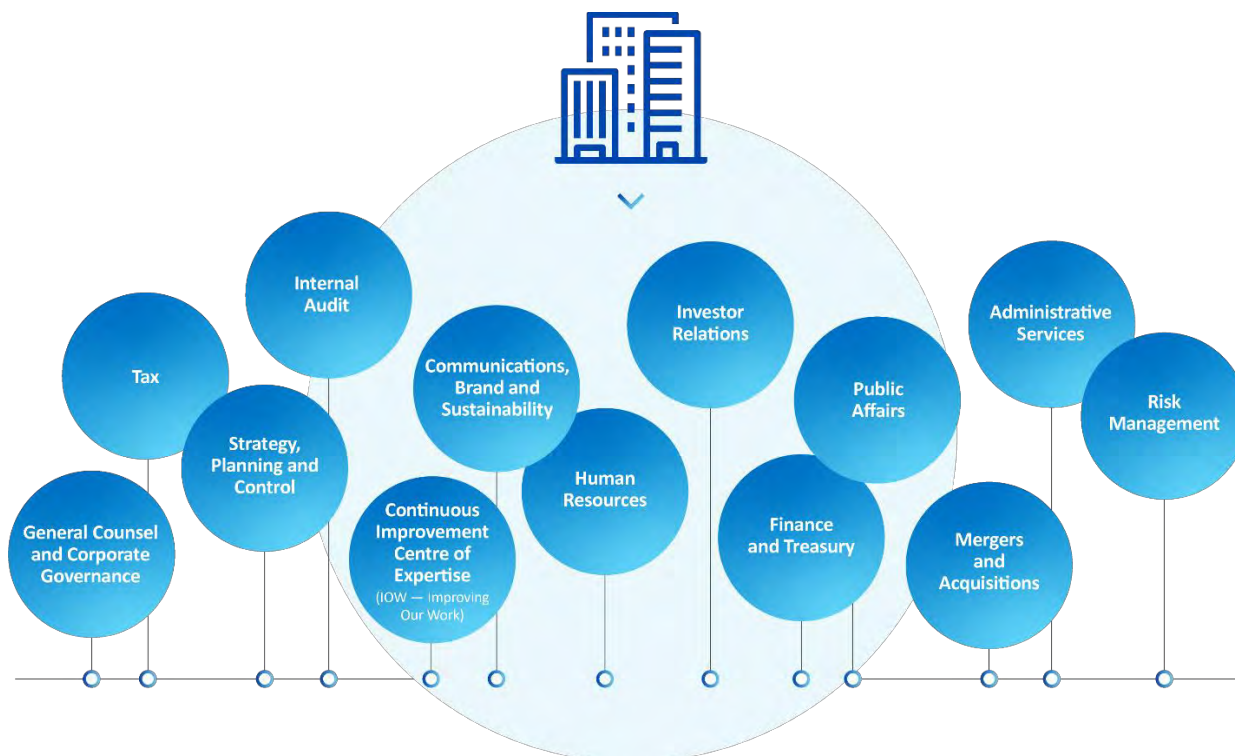 Internal
Audit
Tax
Strategy,
Planning and
Control
General Counsel
and Corporate
Governance
Communications,
Brand and
Sustainability
Continuous
Improvement
Centre of
Expertise
(IOW — Improving
Our Work)
Human
Resources
Investor
Relations
Public
Affairs
Finance
and Treasury
Administrative
Services
Risk
Management
Mergers
and
Acquisitions